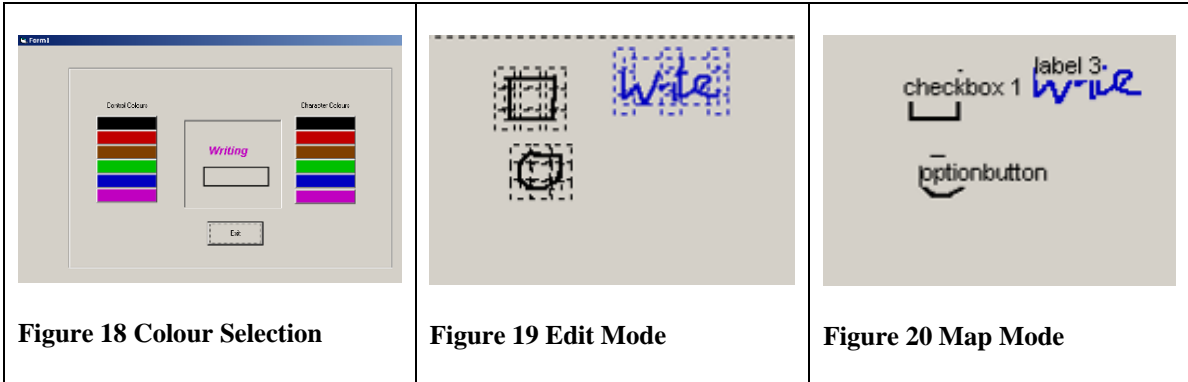 Form1
Control Colours
Character Colours
Writing
Exit
Figure 18 Colour Selection
Write
Figure 19 Edit Mode
label 3
checkbox 1
optionbutton
Figure 20 Map Mode